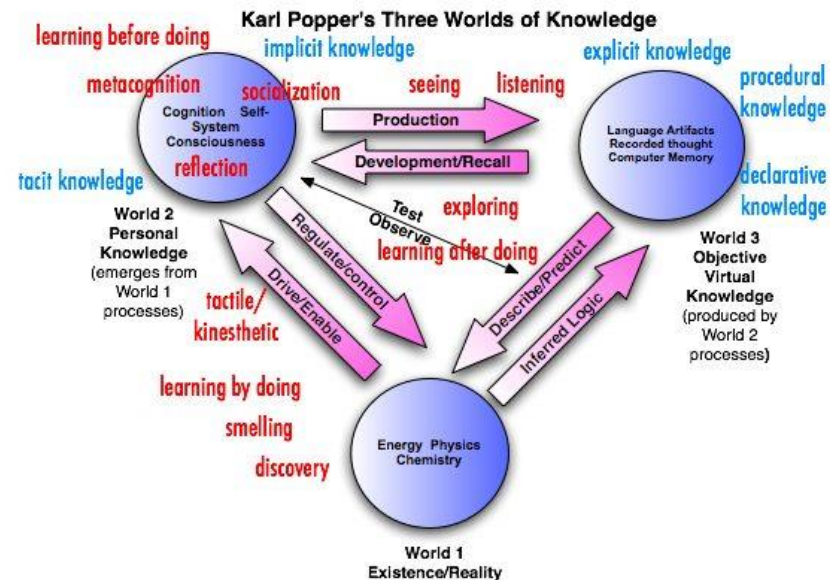 Karl Popper's Three Worlds of Knowledge
learning before doing
implicit knowledge
explicit knowledge
metacognition
socialization
seeing
listening
procedural
knowledge
Cognition Self-
System
Consciousness
Production
Language Artifacts
Recorded thought
Computer Memory
reflection
Development/Recall
tacit knowledge
declarative
knowledge
World 2
Personal
Knowledge
(emerges from
World 1
processes)
Test
Observe
exploring
learning after doing
World 3
Objective
Virtual
Knowledge
(produced by
World 2
processes)
Regulate/control
Drive/Enable
Describe/Predict
Inferred Logic
tactile/
kinesthetic
learning by doing
smelling
discovery
Energy Physics
Chemistry
World 1
Existence/Reality